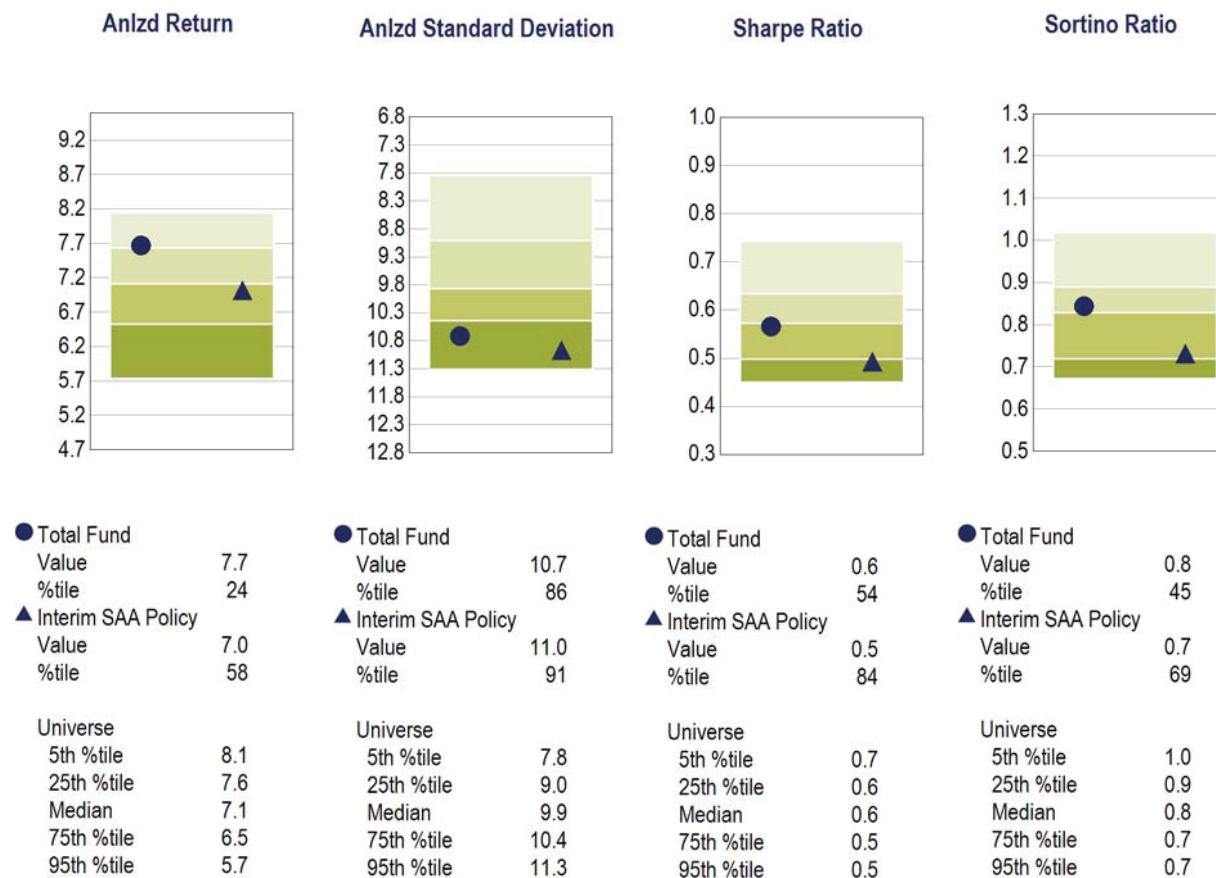 Anlzd Return
9.2
8.7
8.2
7.7
7.2
6.7
6.2
5.7
5.2
4.7
Total Fund
Value 7.7
%tile 24
Interim SAA Policy
Value 7.0
%tile 58
Universe
5th %tile 8.1
25th %tile 7.6
Median 7.1
75th %tile 6.5
95th %tile 5.7
Anlzd Standard Deviation
6.8
7.3
7.8
8.3
8.8
9.3
9.8
10.3
10.8
11.3
11.8
12.3
12.8
Total Fund
Value 10.7
%tile 86
Interim SAA Policy
Value 11.0
%tile 91
Universe
5th %tile 7.8
25th %tile 9.0
Median 9.9
75th %tile 10.4
95th %tile 11.3
Sharpe Ratio
1.0
0.9
0.8
0.7
0.6
0.5
0.4
0.3
Total Fund
Value 0.6
%tile 54
Interim SAA Policy
Value 0.5
%tile 84
Universe
5th %tile 0.7
25th %tile 0.6
Median 0.6
75th %tile 0.5
95th %tile 0.5
Sortino Ratio
1.3
1.2
1.1
1.0
0.9
0.8
0.7
0.6
0.5
Total Fund
Value 0.8
%tile 45
Interim SAA Policy
Value 0.7
%tile 69
Universe
5th %tile 1.0
25th %tile 0.9
Median 0.8
75th %tile 0.7
95th %tile 0.7